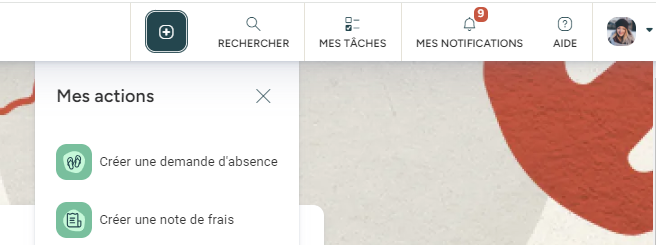 9
RECHERCHER
MES TÂCHES
MES NOTIFICATIONS
AIDE
Mes actions
Créer une demande d'absence
Créer une note de frais